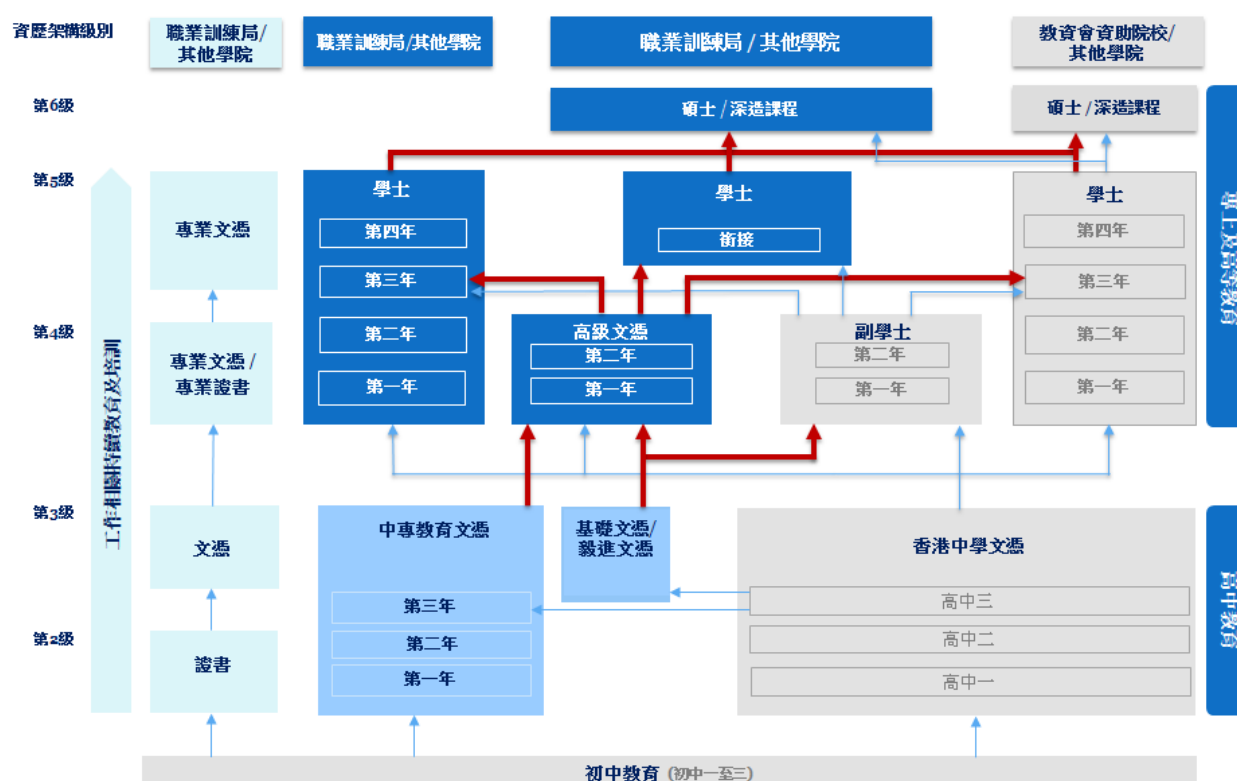 資歷架構級別
職業訓練局/
其他學院
職業訓練局/其他學院
職業訓練局 / 其他學院
教資會資助院校/
其他學院
第6級
碩士 / 深造課程
碩士 / 深造課程
第5級
學士
學士
學士
專業文憑
第四年
銜接
第四年
第三年
第三年
第4級
高級文憑
副學士
第二年
第二年
第二年
第二年
專業文憑 /
專業證書
第一年
第一年
第一年
第一年
專上及高等教育
工作相關持續教育及培訓
第3級
文憑
中專教育文憑
基礎文憑/
毅進文憑
香港中學文憑
第三年
高中三
第2級
證書
第二年
高中二
第一年
高中一
高中教育
初中教育 (初中一至三)